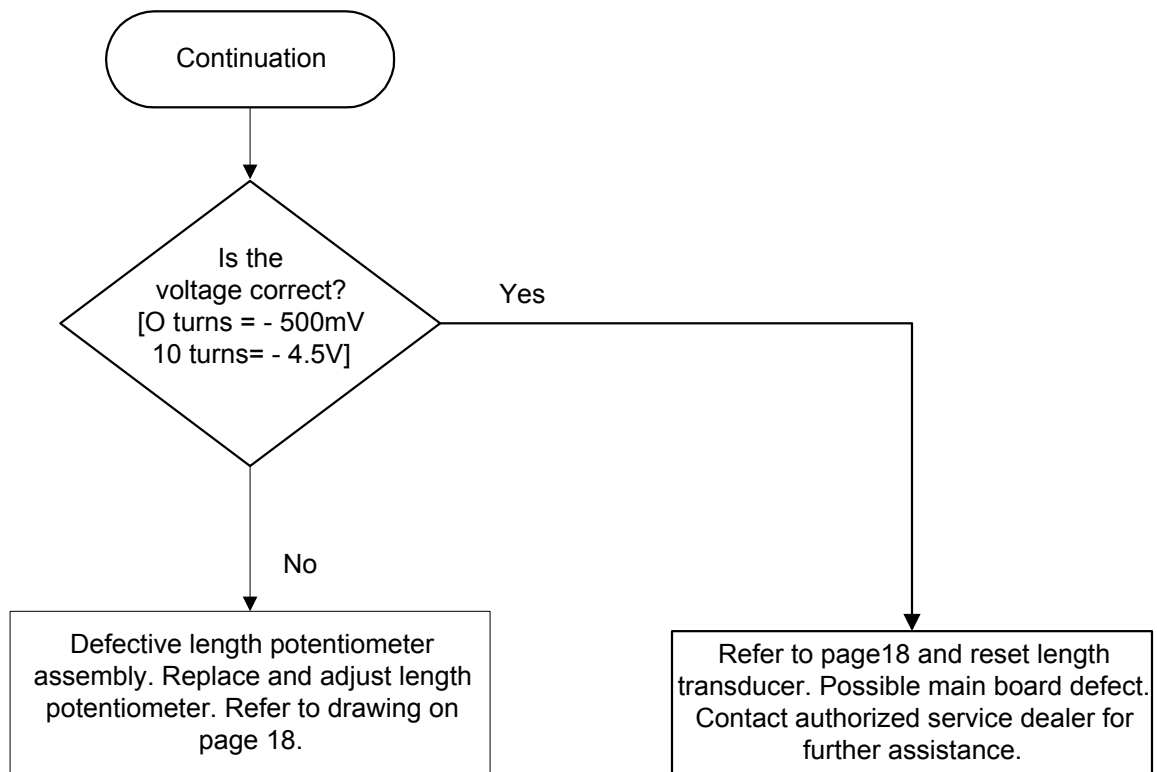 Continuation
Is the
voltage correct?
[O turns = - 500mV
10 turns= - 4.5V]
Yes
No
Defective length potentiometer
assembly. Replace and adjust length
potentiometer. Refer to drawing on
page 18.
Refer to page18 and reset length
transducer. Possible main board defect.
Contact authorized service dealer for
further assistance.